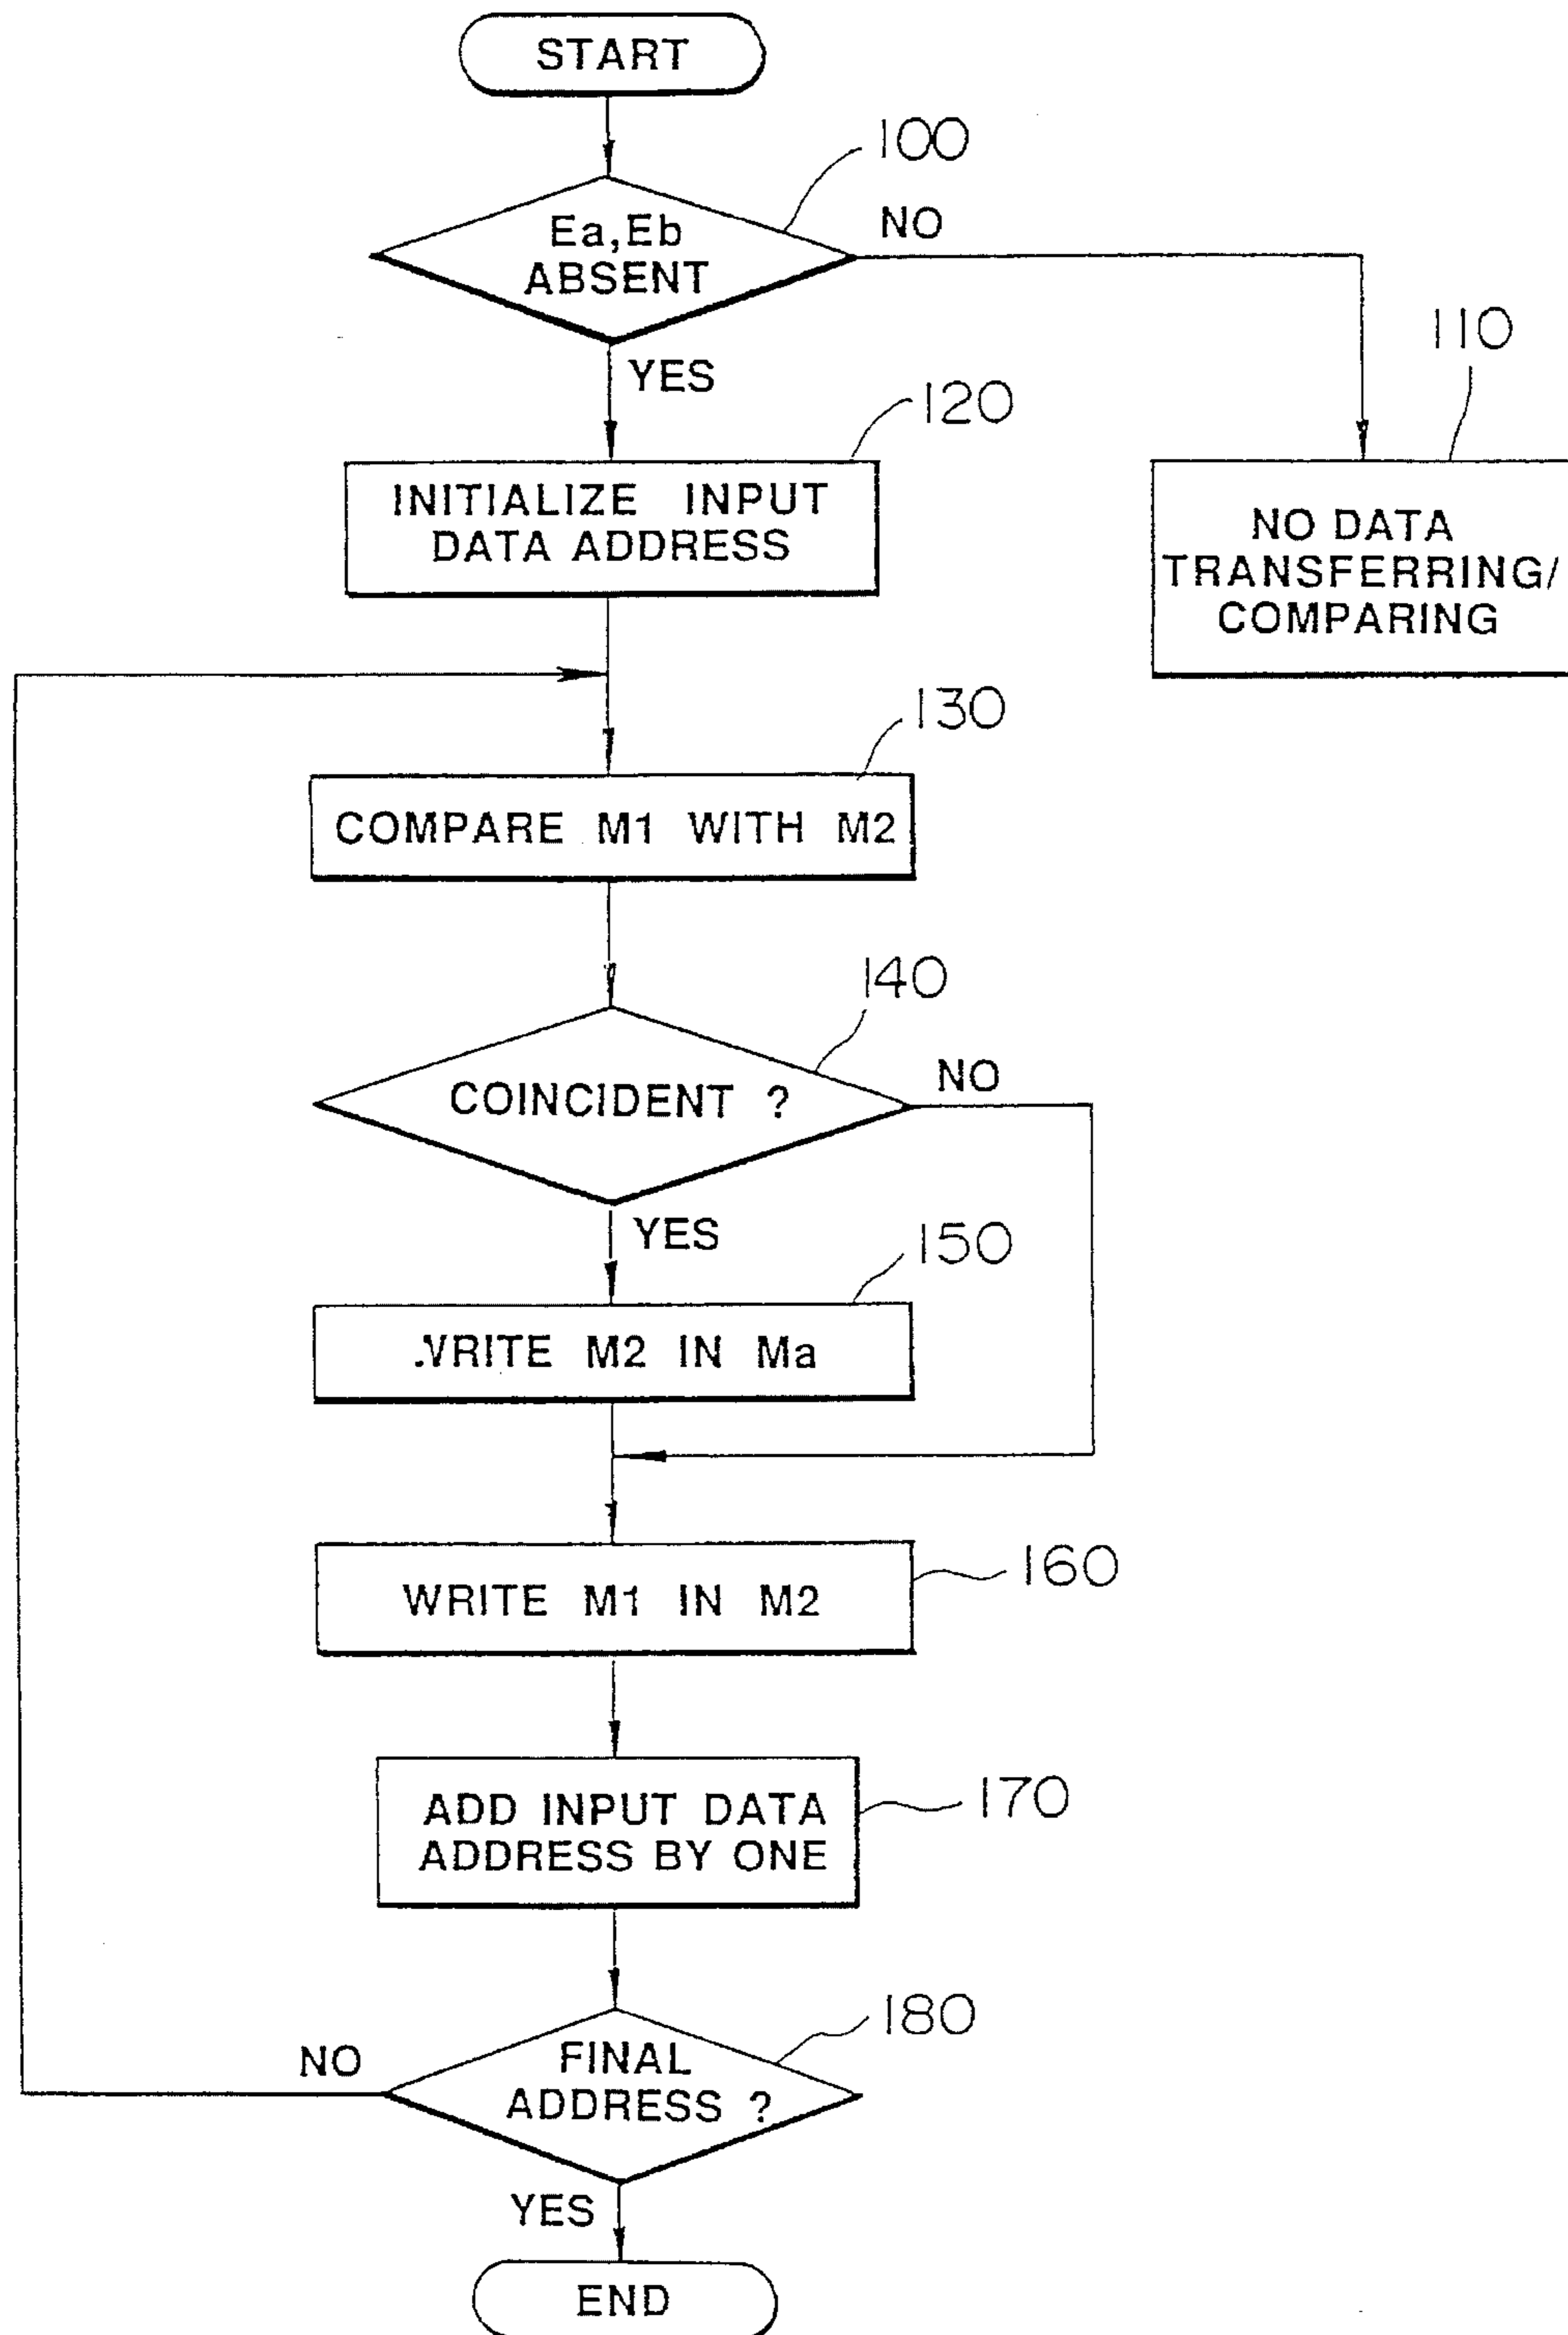 START
100
Ea,Eb
ABSENT
NO
YES
110
120
INITIALIZE INPUT
DATA ADDRESS
NO DATA
TRANSFERRING/
COMPARING
130
COMPARE M1 WITH M2
140
COINCIDENT ?
NO
YES
150
WRITE M2 IN Ma
160
WRITE M1 IN M2
170
ADD INPUT DATA
ADDRESS BY ONE
180
NO
FINAL
ADDRESS ?
YES
END